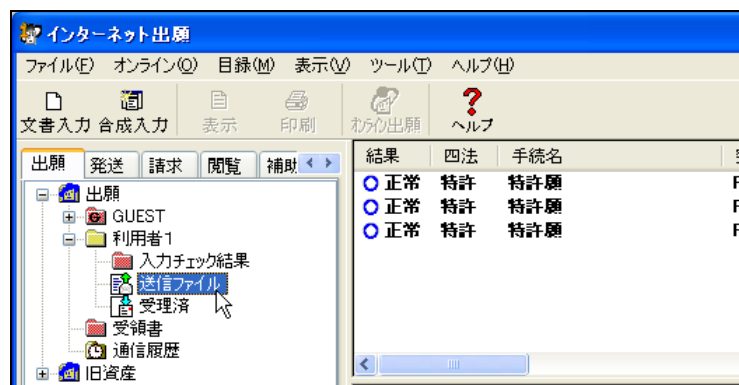 インターネット出願
ファイル(F) オンライン(O) 目録(M) 表示(V) ツール(T) ヘルプ(H)
文書入力 合成入力 表示 印刷 オンライン出願 ヘルプ
出願 発送 請求 閲覧 補助
結果 四法 手続名
出願
GUEST
利用者1
入力チェック結果
送信ファイル
受理済
受領書
通信履歴
旧資産
正常 特許 特許願
正常 特許 特許願
正常 特許 特許願